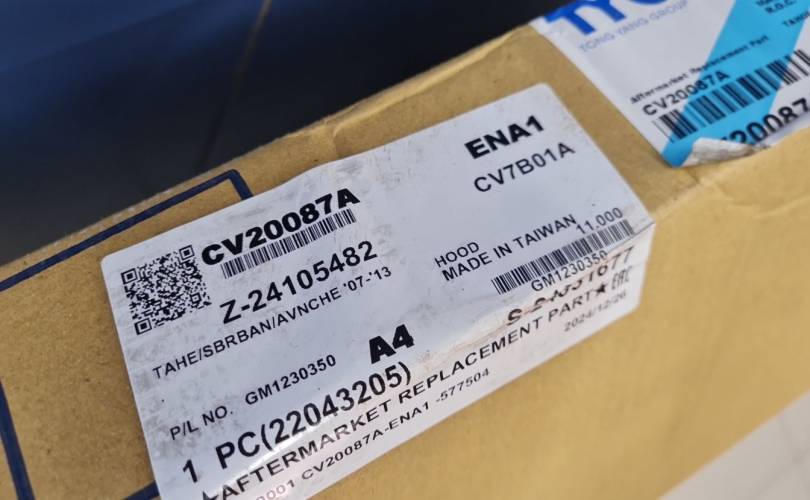 TONG YANG GROUP
R.O.C.
Aftermarket Replacement Part
CV20087A
ENA1
CV7B01A
CV20087A
Z-24105482
TAHE/SBRBAN/AVNCHE '07-'13
HOOD
MADE IN TAIWAN
11.000
GM1230350
P/L NO. GM1230350
A4
1 PC(22043205)
AFTERMARKET REPLACEMENT PART★
2024/12/26
CV20087A-ENA1 -577504